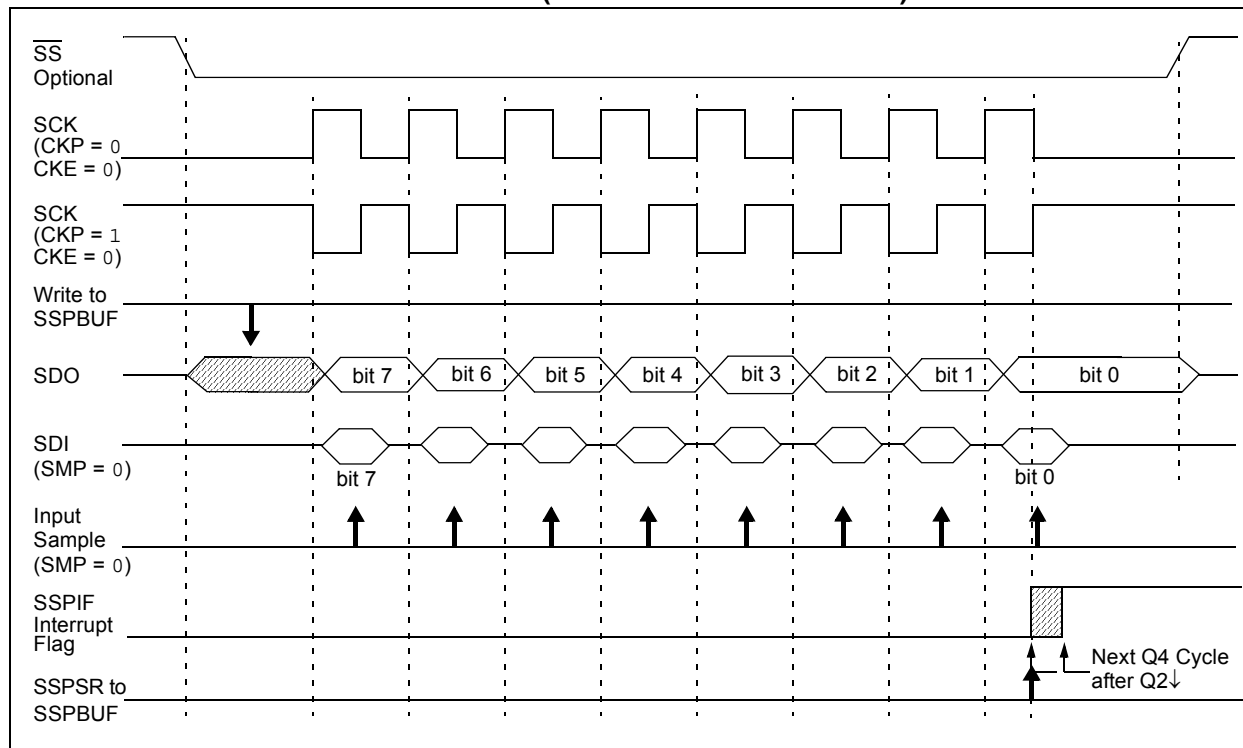 SS
Optional
SCK
(CKP = 0
CKE = 0)
SCK
(CKP = 1
CKE = 0)
Write to
SSPBUF
SDO
bit 7
bit 6
bit 5
bit 4
bit 3
bit 2
bit 1
bit 0
SDI
(SMP = 0)
bit 7
bit 0
Input
Sample
(SMP = 0)
SSPIF
Interrupt
Flag
Next Q4 Cycle
after Q2↓
SSPSR to
SSPBUF